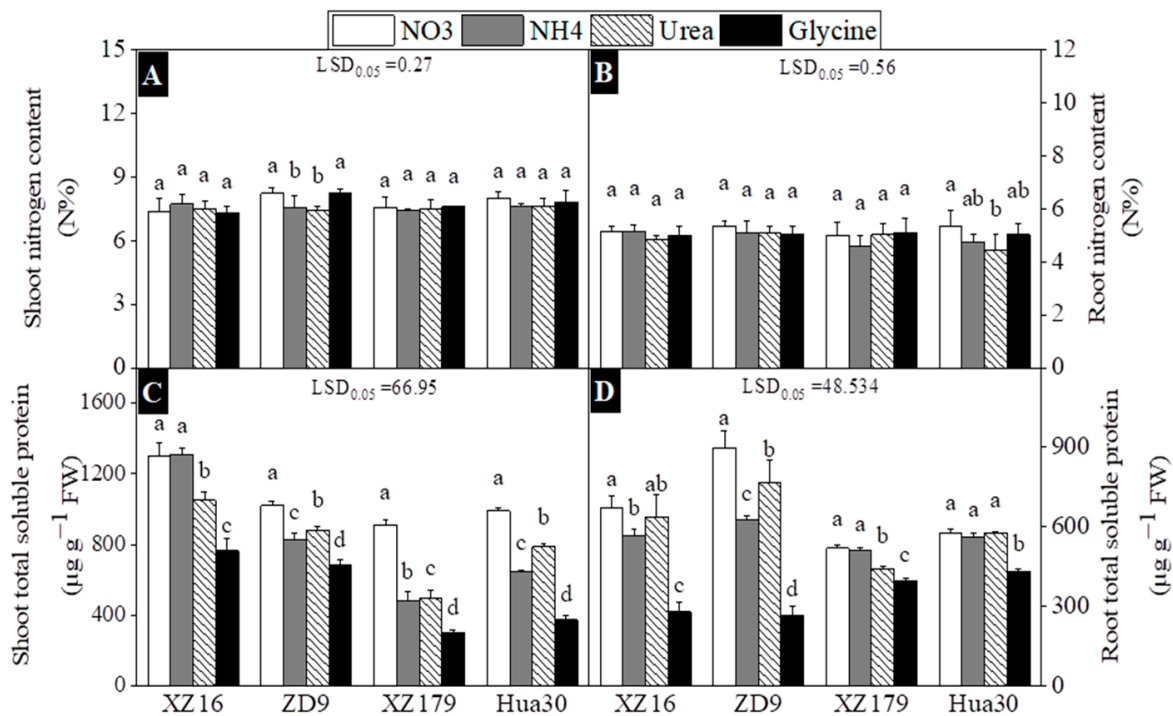 NO3 NH4 Urea Glycine
A
LSD0.05 =0.27
B
LSD0.05 =0.56
15
12
9
6
3
0
Shoot nitrogen content
(N%)
a a a a
a b b a
a a a a
a a a a
a a a a
a a a a
a a a a
a ab b ab
12
10
8
6
4
2
0
Root nitrogen content
(N%)
C
LSD0.05 =66.95
D
LSD0.05 =48.534
1600
1200
800
400
0
Shoot total soluble protein
(µg g−1 FW)
a a b c
a c b d
a b c d
a c b d
a b ab c
a c b d
a a b c
a a a b
900
600
300
0
Root total soluble protein
(µg g−1 FW)
XZ16 ZD9 XZ179 Hua30 XZ16 ZD9 XZ179 Hua30